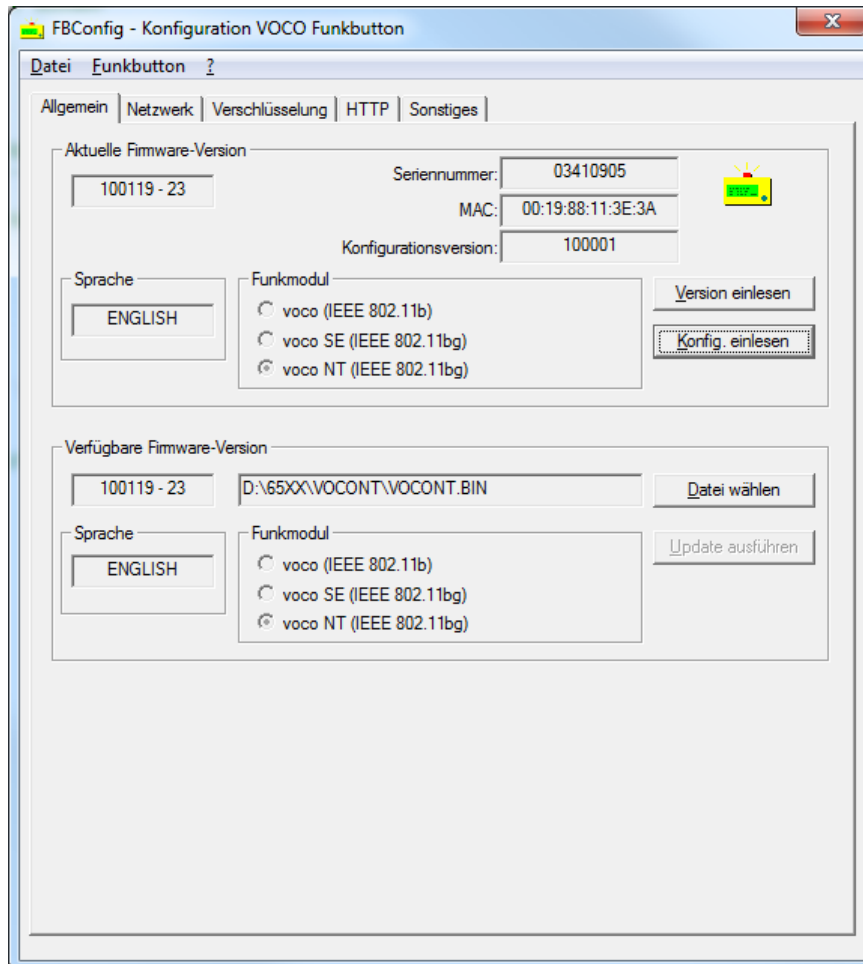 FBConfig - Konfiguration VOCO Funkbutton
Datei Funkbutton ?
Allgemein Netzwerk Verschlüsselung HTTP Sonstiges
Aktuelle Firmware-Version
100119 - 23
Seriennummer: 03410905
MAC: 00:19:88:11:3E:3A
Konfigurationsversion: 100001
Sprache
ENGLISH
Funkmodul
voco (IEEE 802.11b)
voco SE (IEEE 802.11bg)
voco NT (IEEE 802.11bg)
Version einlesen
Konfig. einlesen
Verfügbare Firmware-Version
100119 - 23 D:\65XX\VOCONT\VOCONT.BIN Datei wählen
Sprache
ENGLISH
Funkmodul
voco (IEEE 802.11b)
voco SE (IEEE 802.11bg)
voco NT (IEEE 802.11bg)
Update ausführen